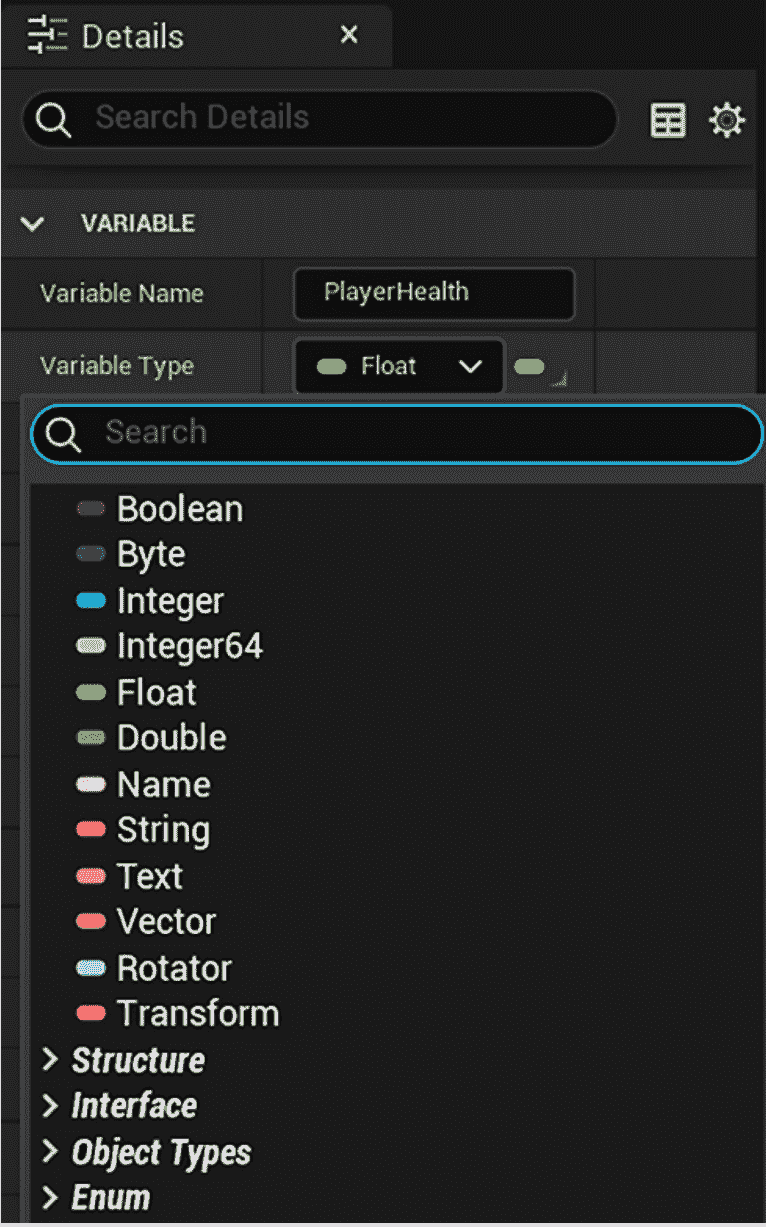 Details
Search Details
VARIABLE
Variable Name PlayerHealth
Variable Type Float
Search
Boolean
Byte
Integer
Integer64
Float
Double
Name
String
Text
Vector
Rotator
Transform
Structure
Interface
Object Types
Enum